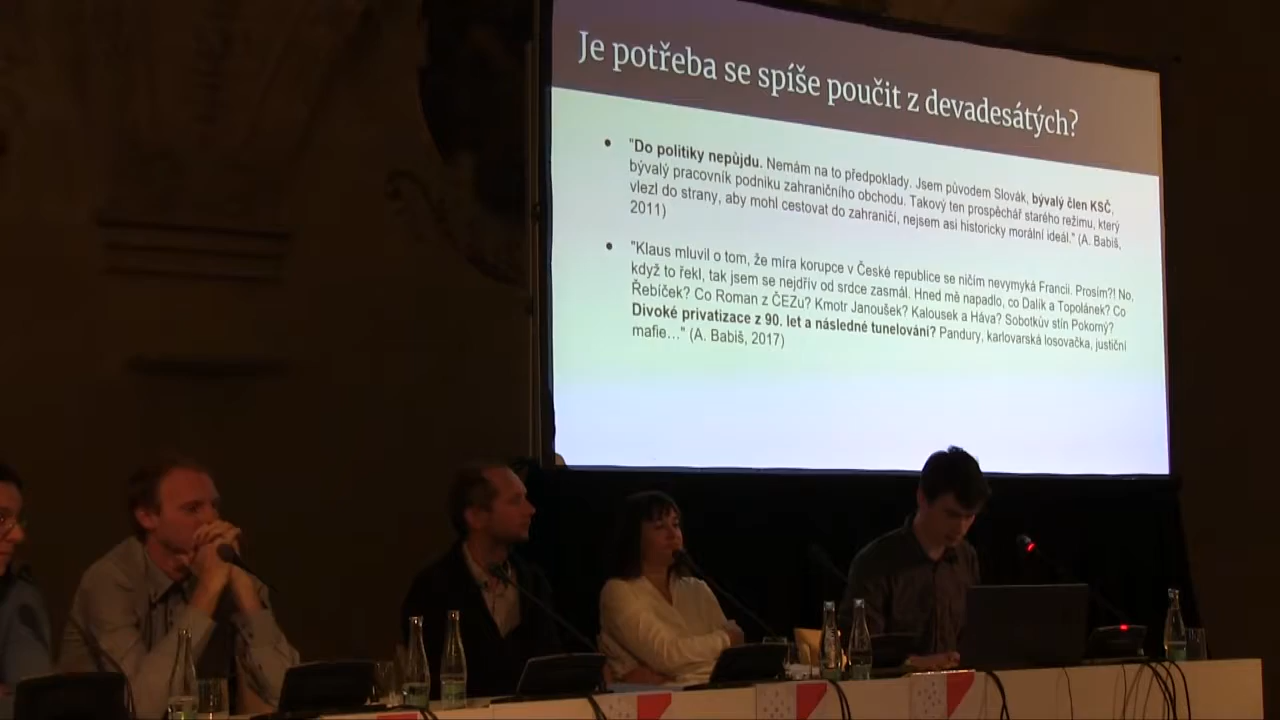 Je potřeba se spíše poučit z devadesátých?
● "Do politiky nepůjdu. Nemám na to předpoklady. Jsem původem Slovák, bývalý člen KSČ,
bývalý pracovník podniku zahraničního obchodu. Takový ten prospěchář starého režimu, který
vlezl do strany, aby mohl cestovat do zahraničí, nejsem asi historicky morální ideál." (A. Babiš,
2011)
● "Klaus mluvil o tom, že míra korupce v České republice se ničím nevymyká Francii. Prosím?! No,
když to řekl, tak jsem se nejdřív od srdce zasmál. Hned mě napadlo, co Dalík a Topolánek? Co
Řebíček? Co Roman z ČEZu? Kmotr Janoušek? Kalousek a Háva? Sobotkův stín Pokorný?
Divoké privatizace z 90. let a následné tunelování? Pandury, karlovarská losovačka, justiční
mafie…" (A. Babiš, 2017)